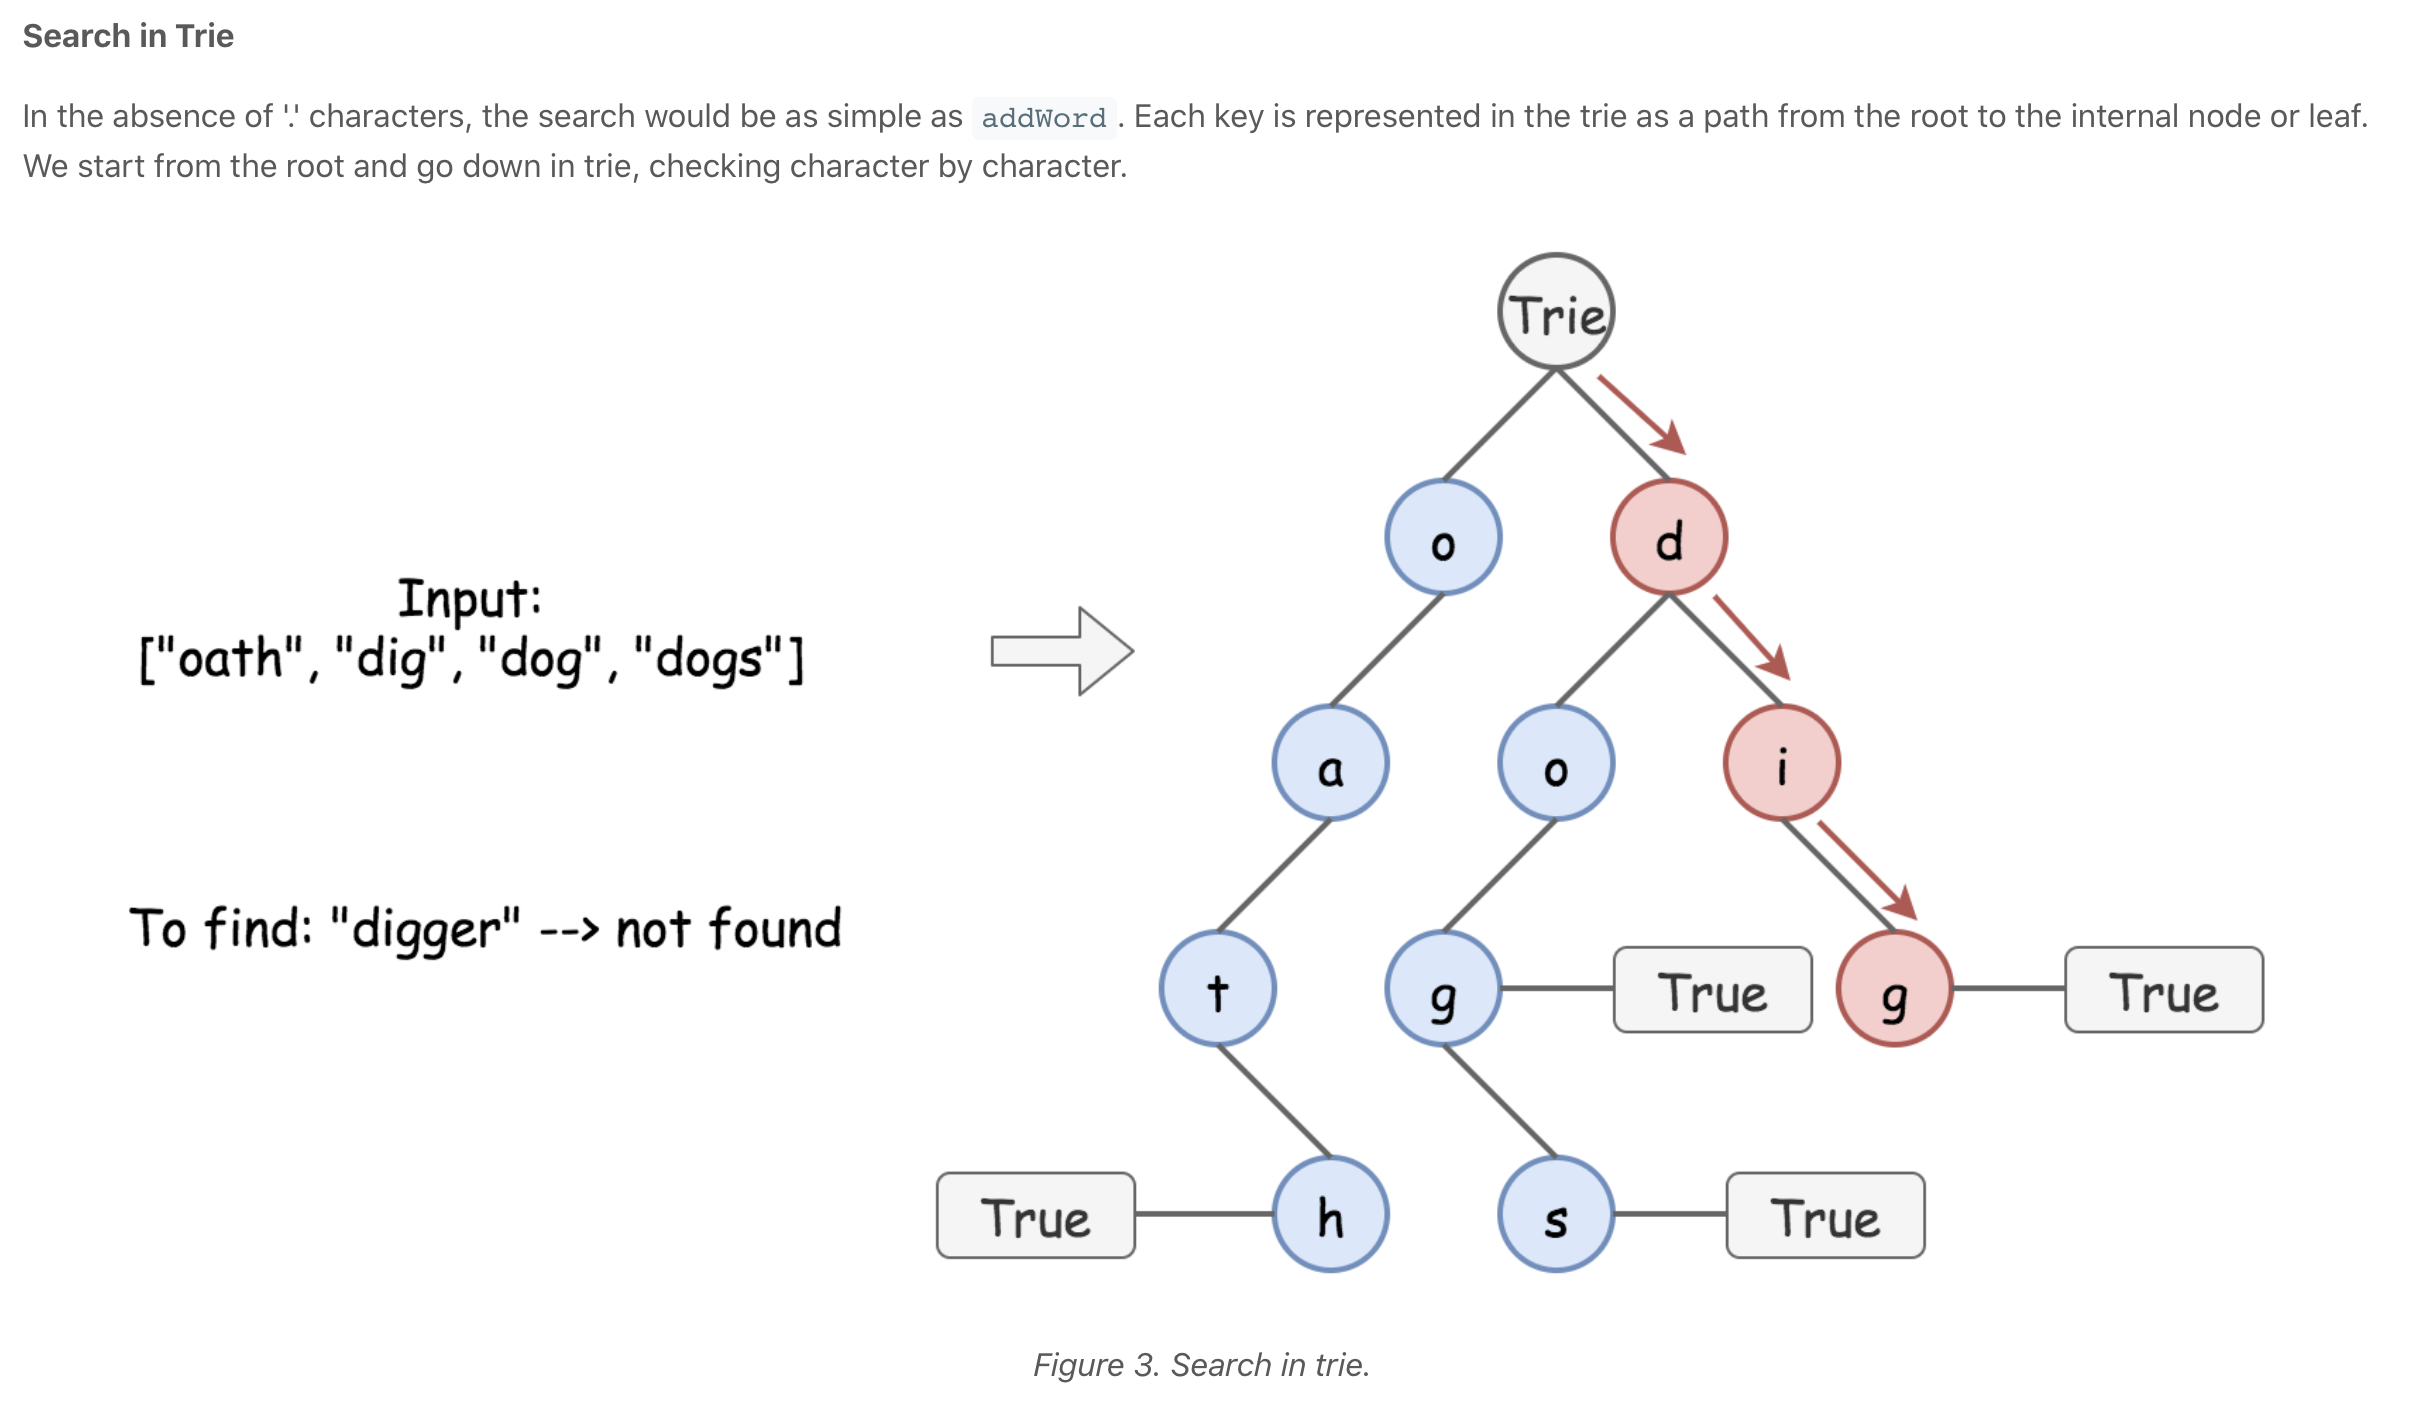 Search in Trie
In the absence of '.' characters, the search would be as simple as addWord . Each key is represented in the trie as a path from the root to the internal node or leaf.
We start from the root and go down in trie, checking character by character.
Trie
o
d
Input:
["oath", "dig", "dog", "dogs"]
a
o
i
To find: "digger" --> not found
t
g
True
g
True
True
h
s
True
Figure 3. Search in trie.